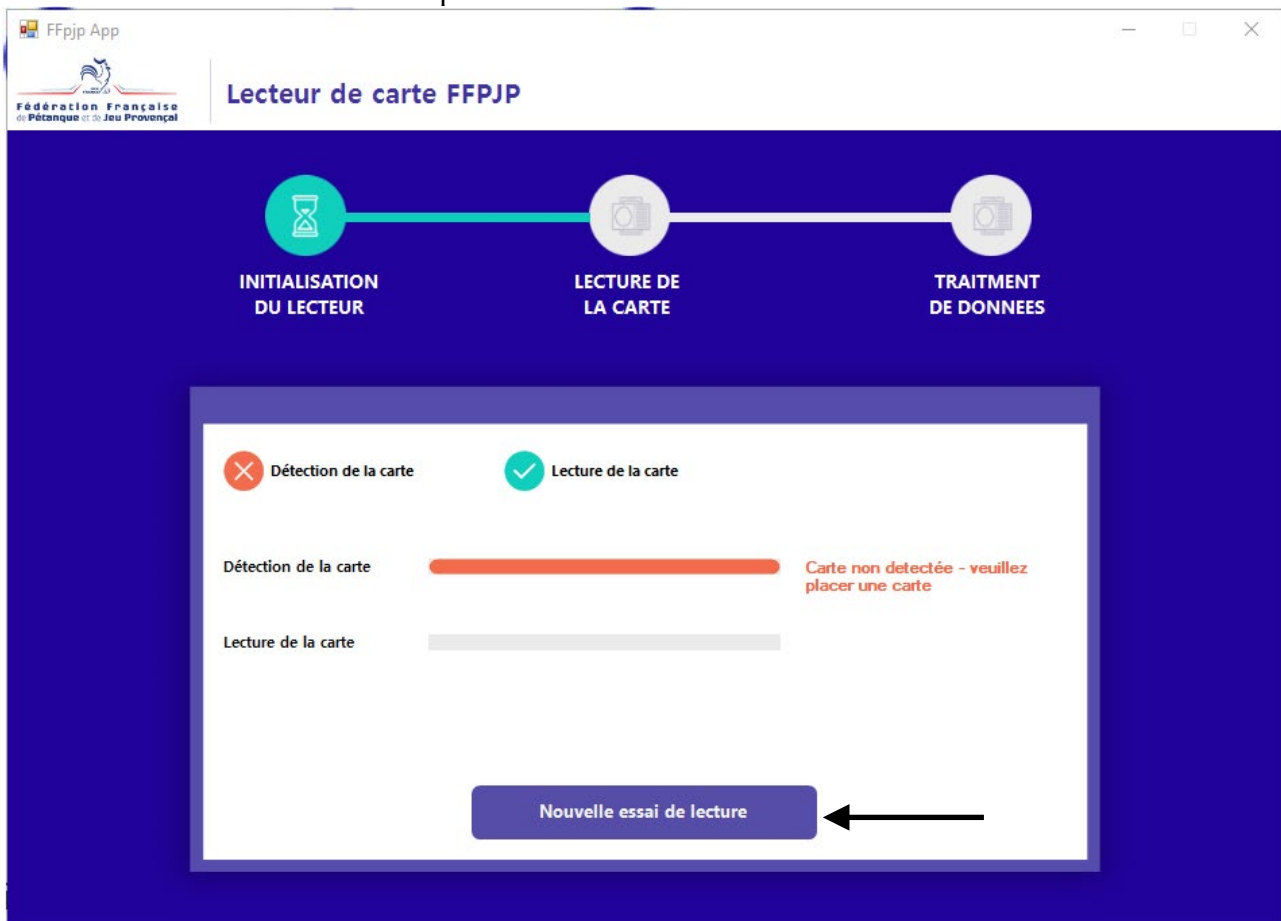 FFpjp App
Fédération Française
de Pétanque et de Jeu Provençal
Lecteur de carte FFPJP
INITIALISATION
DU LECTEUR
LECTURE DE
LA CARTE
TRAITMENT
DE DONNEES
Détection de la carte
Lecture de la carte
Détection de la carte
Carte non detectée - veuillez
placer une carte
Lecture de la carte
Nouvelle essai de lecture